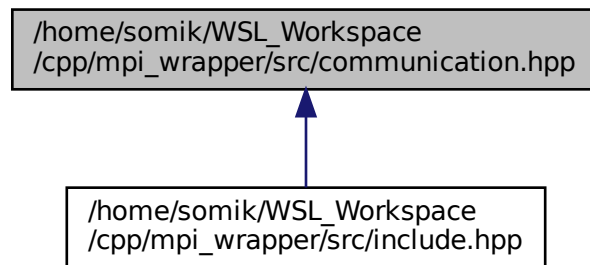 /home/somik/WSL_Workspace
/cpp/mpi_wrapper/src/communication.hpp
/home/somik/WSL_Workspace
/cpp/mpi_wrapper/src/include.hpp